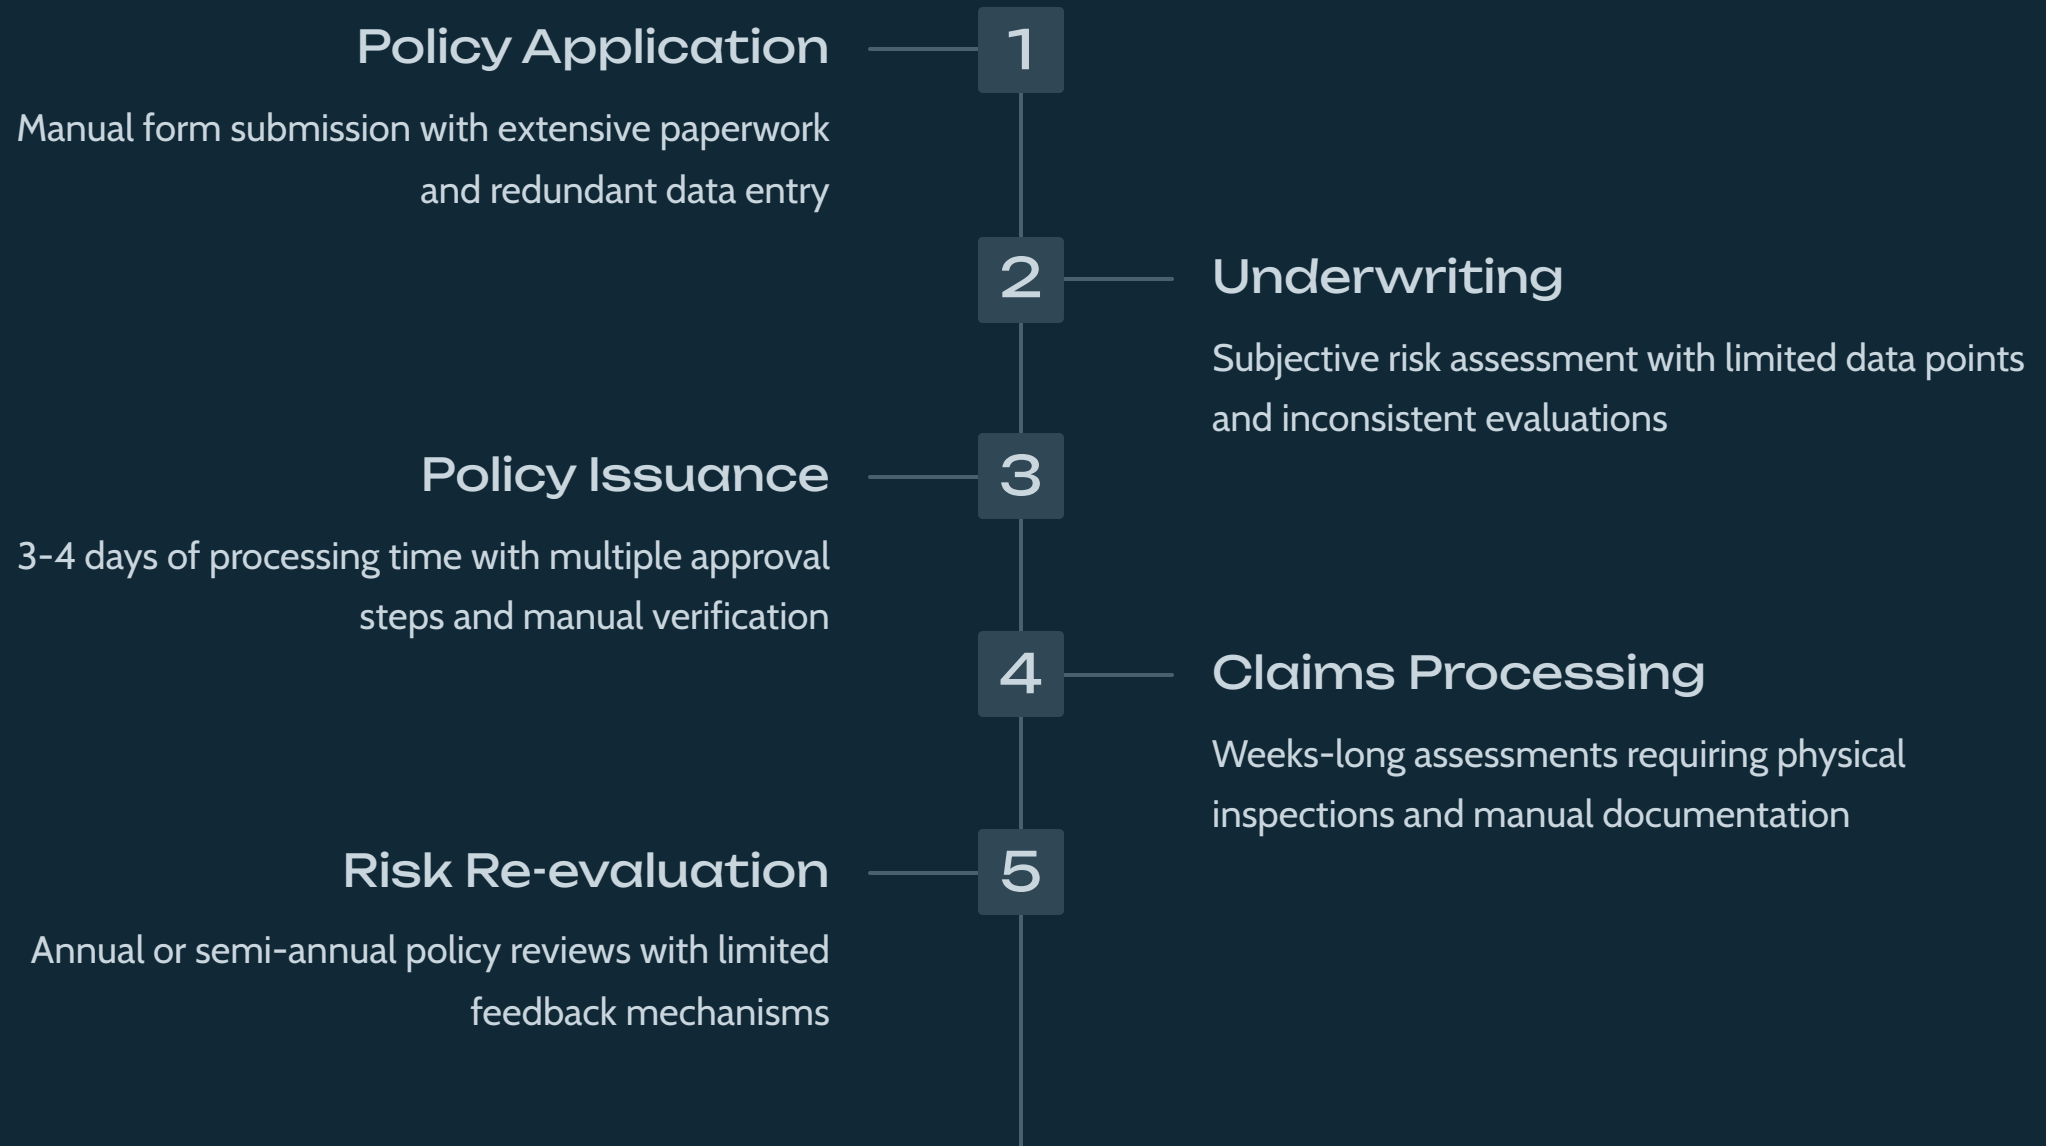 Policy Application
1
Manual form submission with extensive paperwork
and redundant data entry
2
Underwriting
Subjective risk assessment with limited data points
and inconsistent evaluations
Policy Issuance
3
3-4 days of processing time with multiple approval
steps and manual verification
4
Claims Processing
Weeks-long assessments requiring physical
inspections and manual documentation
Risk Re-evaluation
5
Annual or semi-annual policy reviews with limited
feedback mechanisms